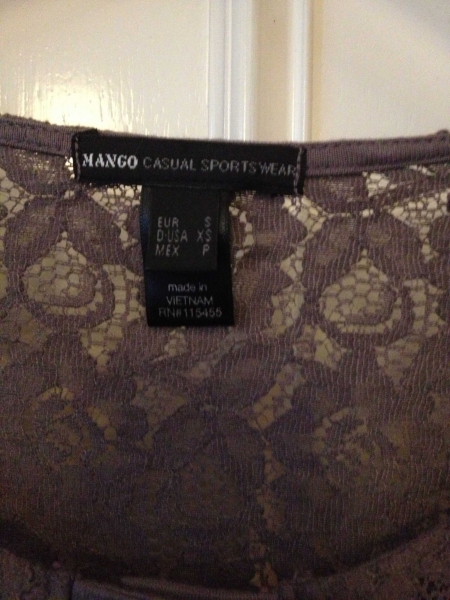 MANGO CASUAL SPORTSWEAR
EUR S
D:USA XS
MEX P
made in
VIETNAM
RN#115455